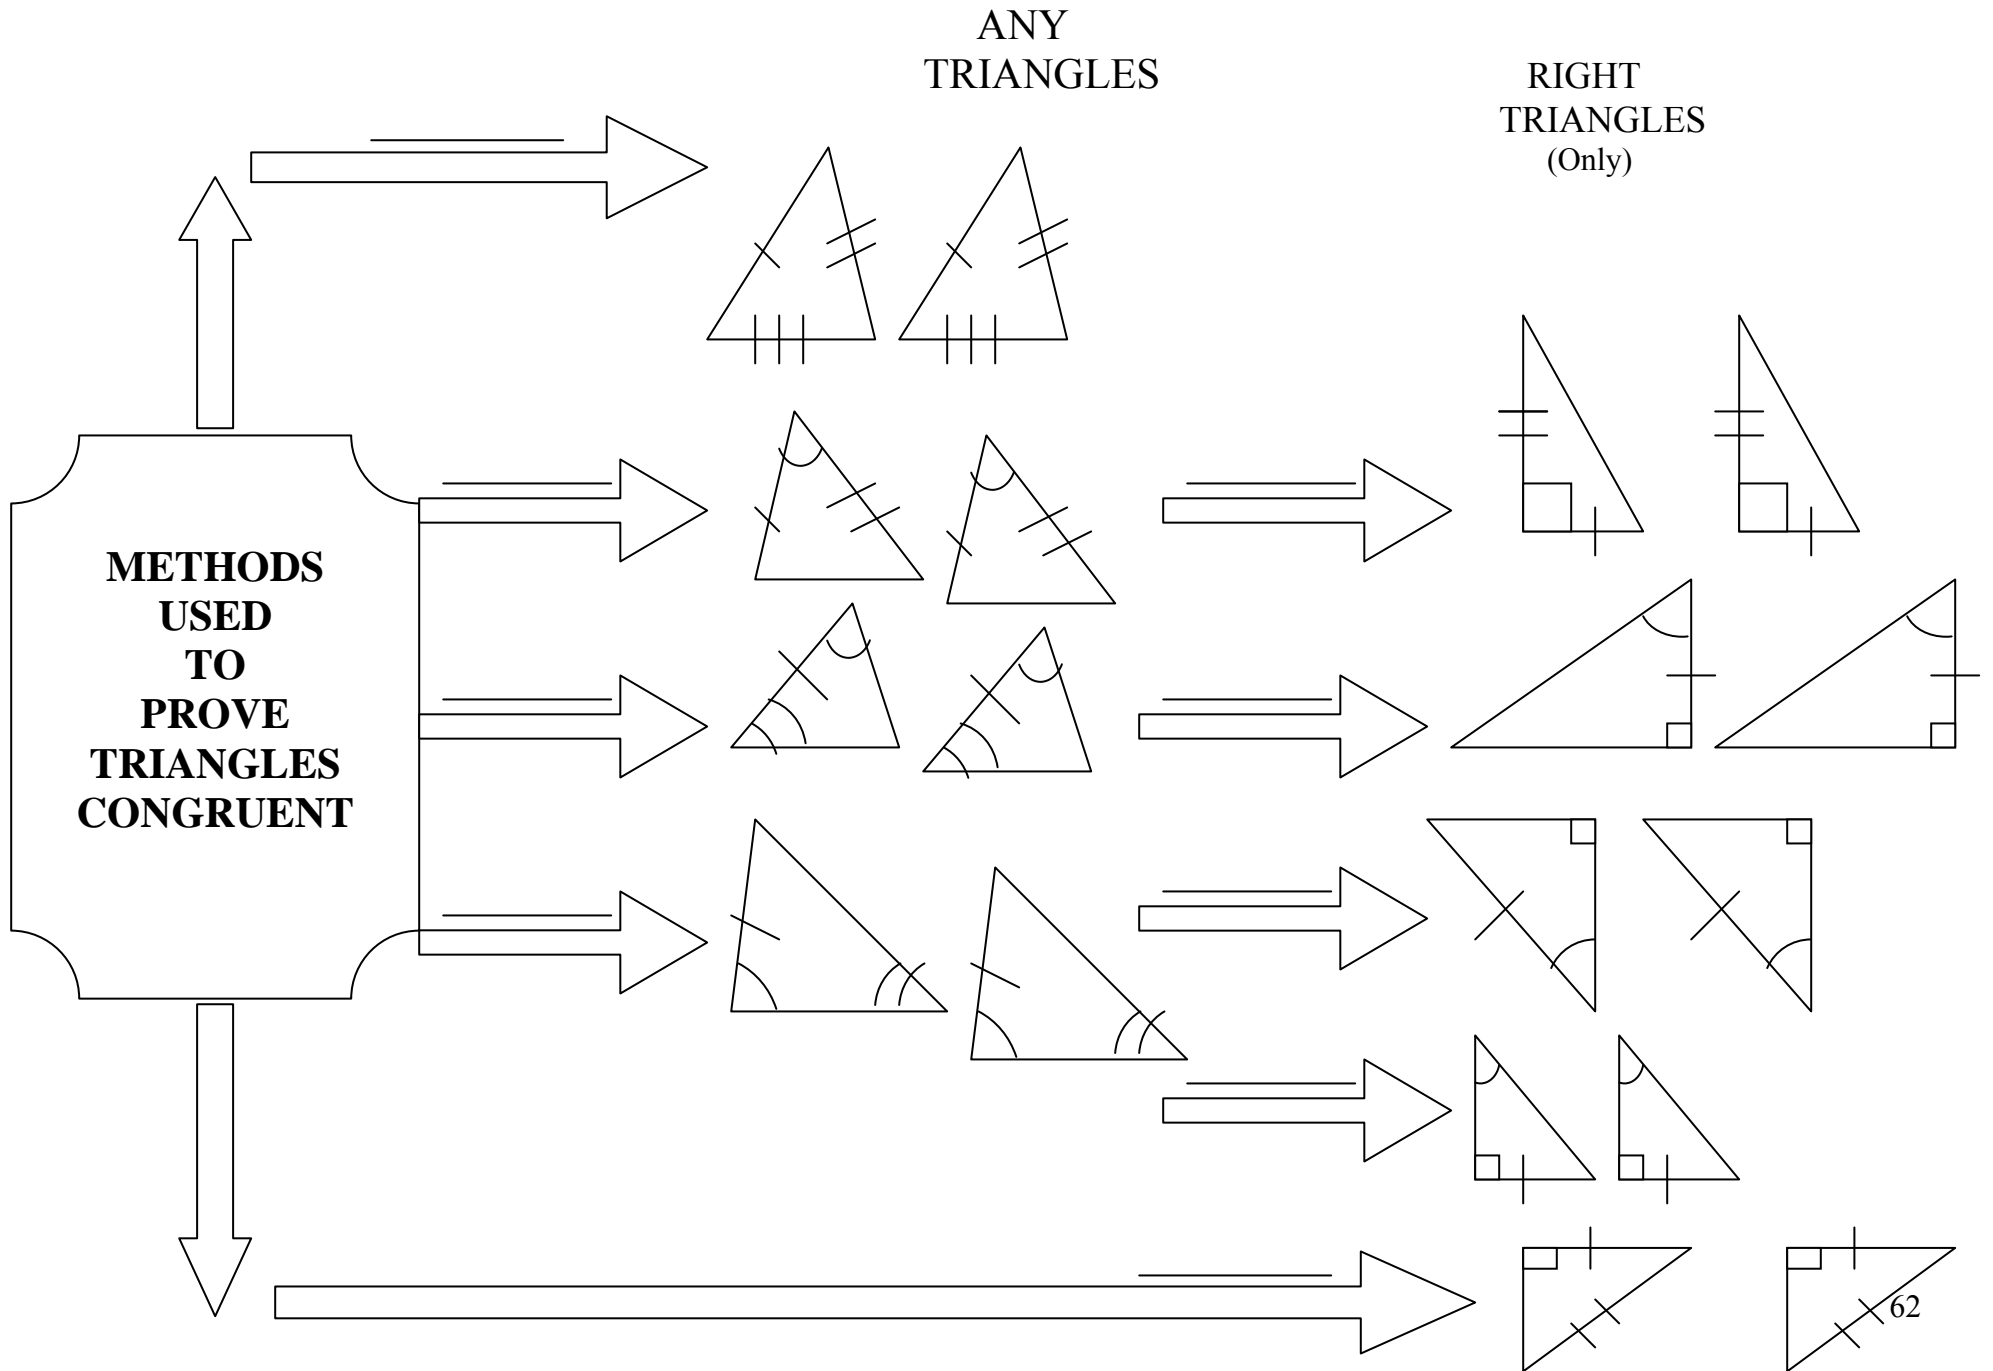 ANY
TRIANGLES
RIGHT
TRIANGLES
(Only)
METHODS
USED
TO
PROVE
TRIANGLES
CONGRUENT
62